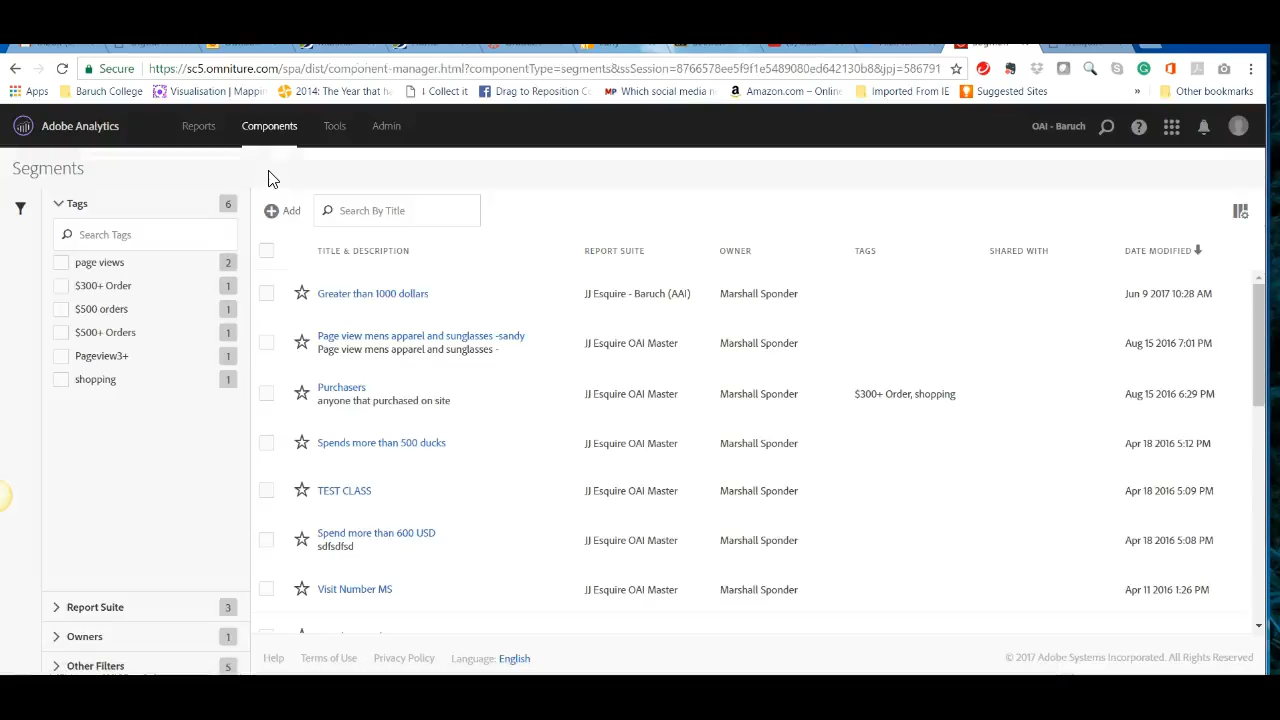 Secure https://sc5.omniture.com/spa/dist/component-manager.html?componentType=segments&ssSession=8766578ee5f9f1e5489080ed642130b8&jpj=586791
Apps Baruch College Visualisation | Mappin 2014: The Year that ha I Collect it Drag to Reposition Co Which social media n Amazon.com – Online Imported From IE Suggested Sites » Other bookmarks
Adobe Analytics Reports Components Tools Admin OAI - Baruch
Segments
Tags 6
Add Search By Title
Search Tags
TITLE & DESCRIPTION REPORT SUITE OWNER TAGS SHARED WITH DATE MODIFIED
page views 2
$300+ Order 1
Greater than 1000 dollars JJ Esquire - Baruch (AAI) Marshall Sponder Jun 9 2017 10:28 AM
$500 orders 1
$500+ Orders 1
Page view mens apparel and sunglasses -sandy
Page view mens apparel and sunglasses -
JJ Esquire OAI Master Marshall Sponder Aug 15 2016 7:01 PM
Pageview3+ 1
shopping 1
Purchasers
anyone that purchased on site
JJ Esquire OAI Master Marshall Sponder $300+ Order, shopping Aug 15 2016 6:29 PM
Spends more than 500 ducks JJ Esquire OAI Master Marshall Sponder Apr 18 2016 5:12 PM
TEST CLASS JJ Esquire OAI Master Marshall Sponder Apr 18 2016 5:09 PM
Spend more than 600 USD
sdfsdfsd
JJ Esquire OAI Master Marshall Sponder Apr 18 2016 5:08 PM
Visit Number MS JJ Esquire OAI Master Marshall Sponder Apr 11 2016 1:26 PM
Report Suite 3
Owners 1
Other Filters 5
Help Terms of Use Privacy Policy Language: English © 2017 Adobe Systems Incorporated. All Rights Reserved